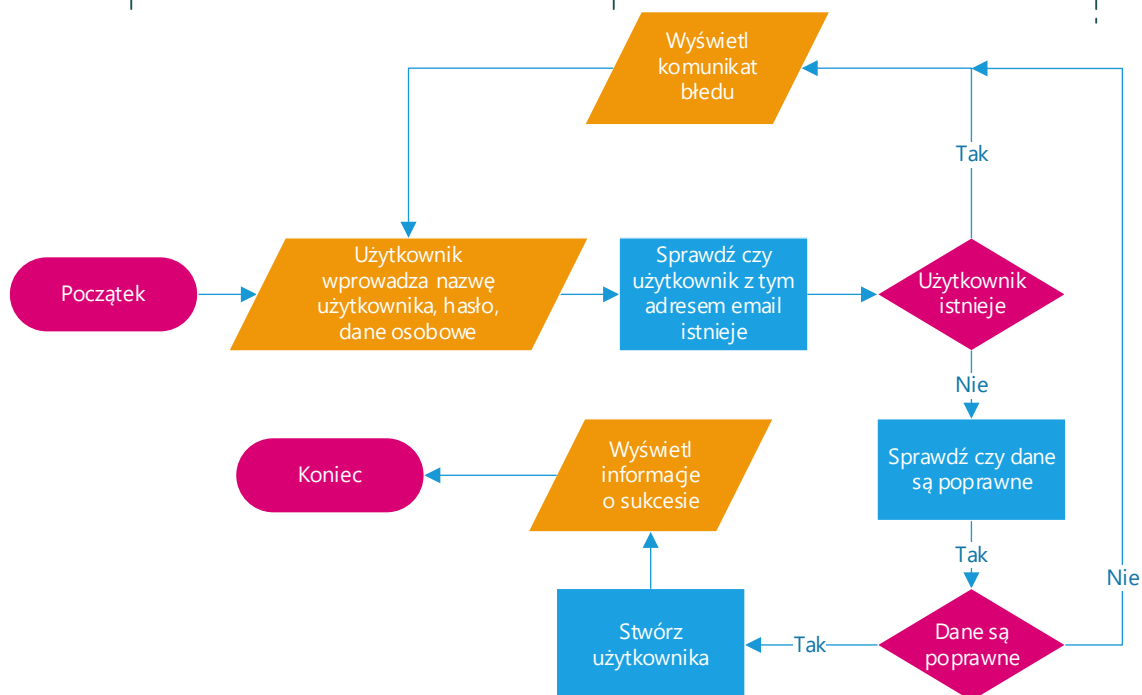 Wyświetl
komunikat
błedu
Tak
Początek
Użytkownik
wprowadza nazwę
użytkownika, hasło,
dane osobowe
Sprawdź czy
użytkownik z tym
adresem email
istnieje
Użytkownik
istnieje
Nie
Koniec
Wyświetl
informacje
o sukcesie
Sprawdź czy dane
są poprawne
Tak
Nie
Stwórz
użytkownika
Tak
Dane są
poprawne